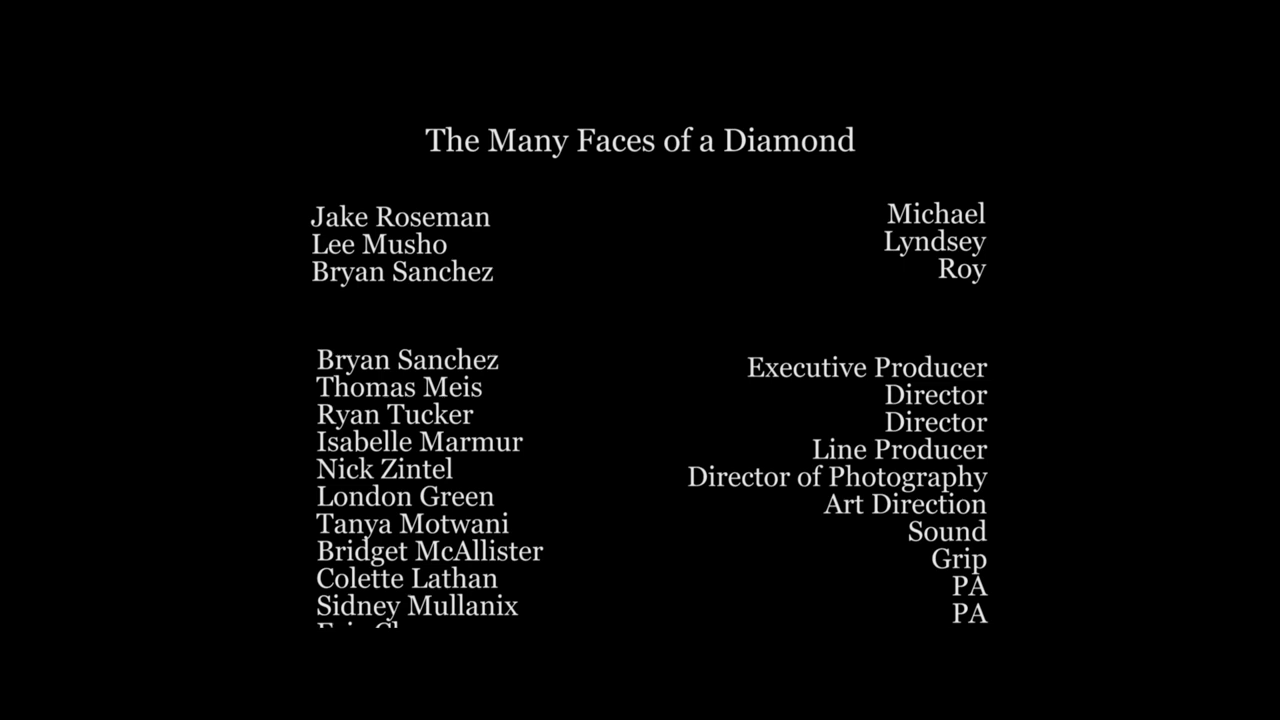 The Many Faces of a Diamond
Jake Roseman Michael
Lee Musho Lyndsey
Bryan Sanchez Roy
Bryan Sanchez Executive Producer
Thomas Meis Director
Ryan Tucker Director
Isabelle Marmur Line Producer
Nick Zintel Director of Photography
London Green Art Direction
Tanya Motwani Sound
Bridget McAllister Grip
Colette Lathan PA
Sidney Mullanix PA